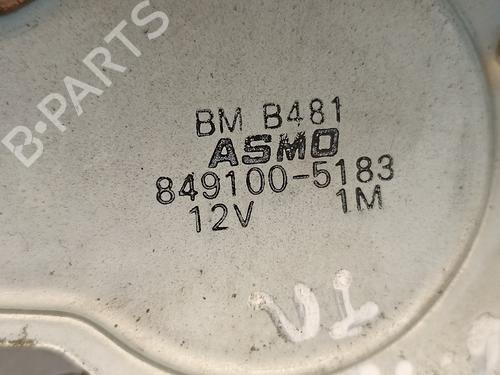 B-PARTS
BM B481
ASMO
849100-5183
12V 1M